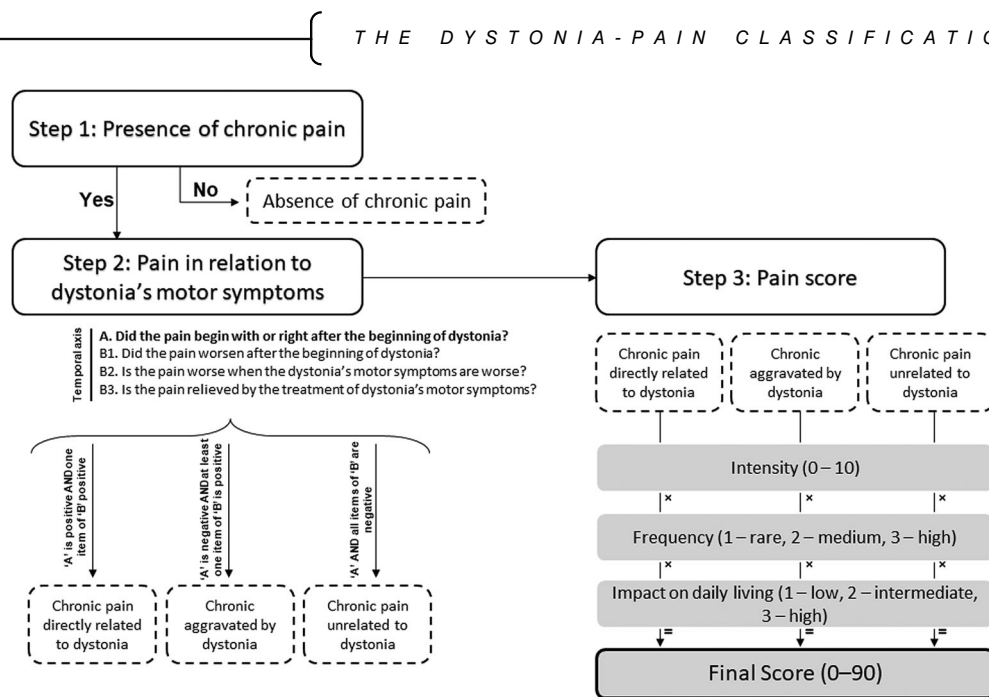 THE DYSTONIA-PAIN CLASSIFICATIO
Step 1: Presence of chronic pain
Yes
No
Absence of chronic pain
Step 2: Pain in relation to
dystonia's motor symptoms
Temporal axis
A. Did the pain begin with or right after the beginning of dystonia?
B1. Did the pain worsen after the beginning of dystonia?
B2. Is the pain worse when the dystonia's motor symptoms are worse?
B3. Is the pain relieved by the treatment of dystonia's motor symptoms?
'A' is positive AND one
item of 'B' positive
'A' is negative AND at least
one item of 'B' is positive
'A' AND all items of 'B' are
negative
Chronic pain
directly related
to dystonia
Chronic
aggravated by
dystonia
Chronic pain
unrelated to
dystonia
Step 3: Pain score
Chronic pain
directly related
to dystonia
Chronic
aggravated by
dystonia
Chronic pain
unrelated to
dystonia
Intensity (0 – 10)
× × ×
Frequency (1 – rare, 2 – medium, 3 – high)
× × ×
Impact on daily living (1 – low, 2 – intermediate,
3 – high)
= = =
Final Score (0–90)